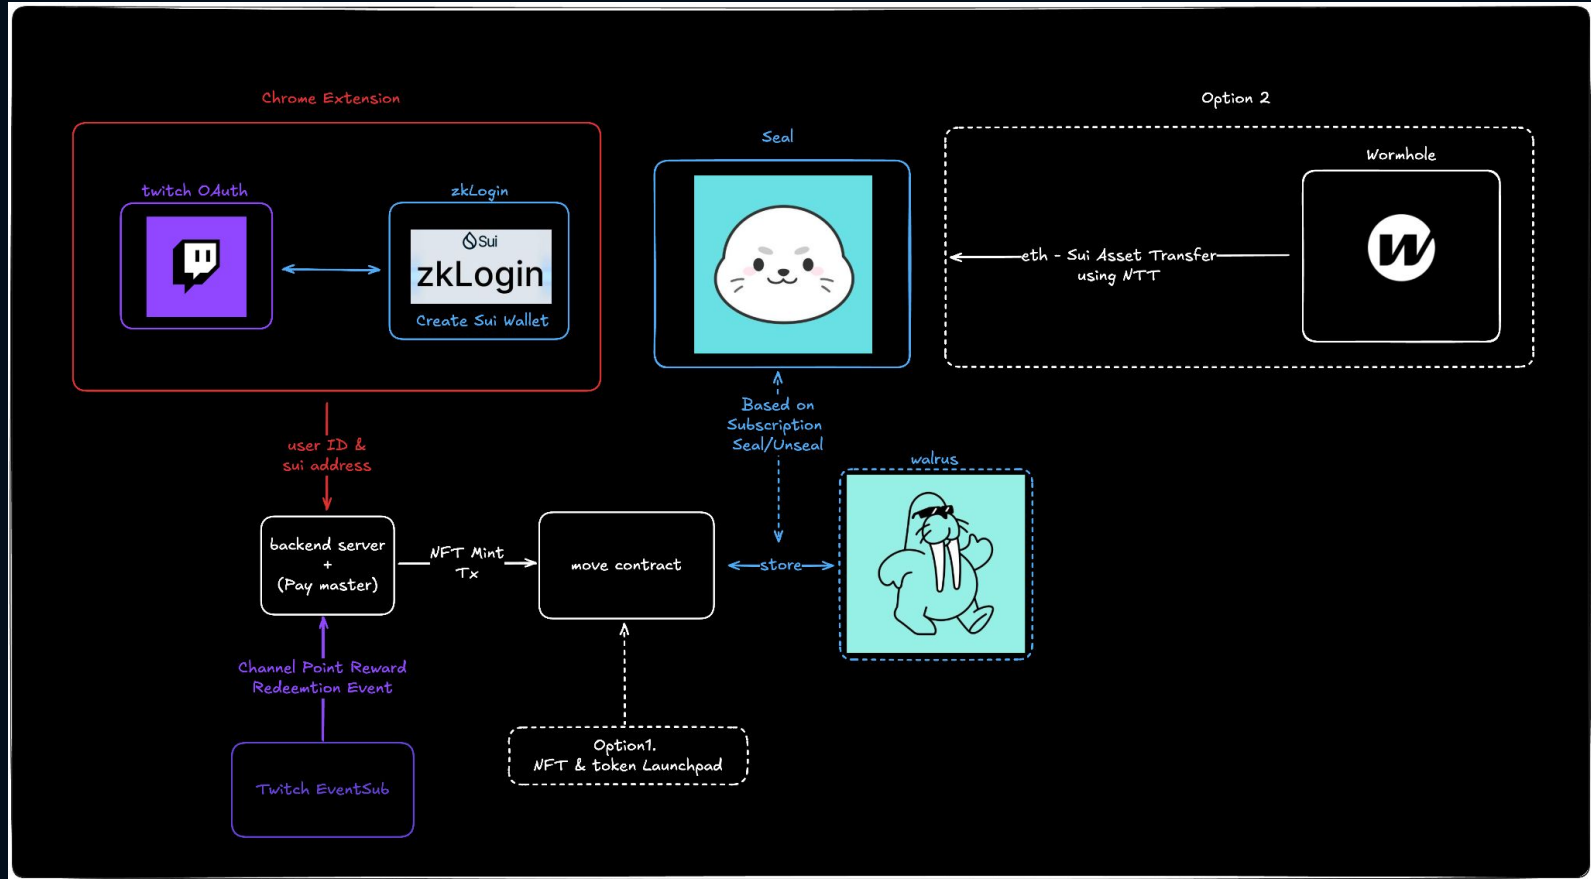 Chrome Extension
twitch OAuth
zkLogin
Sui
zkLogin
Create Sui Wallet
Seal
Option 2
Wormhole
eth - Sui Asset Transfer
using NTT
user ID &
sui address
Based on
Subscription
Seal/Unseal
walrus
backend server
+
(Pay master)
NFT Mint
Tx
move contract
store
Channel Point Reward
Redeemtion Event
Twitch EventSub
Option1.
NFT & token Launchpad